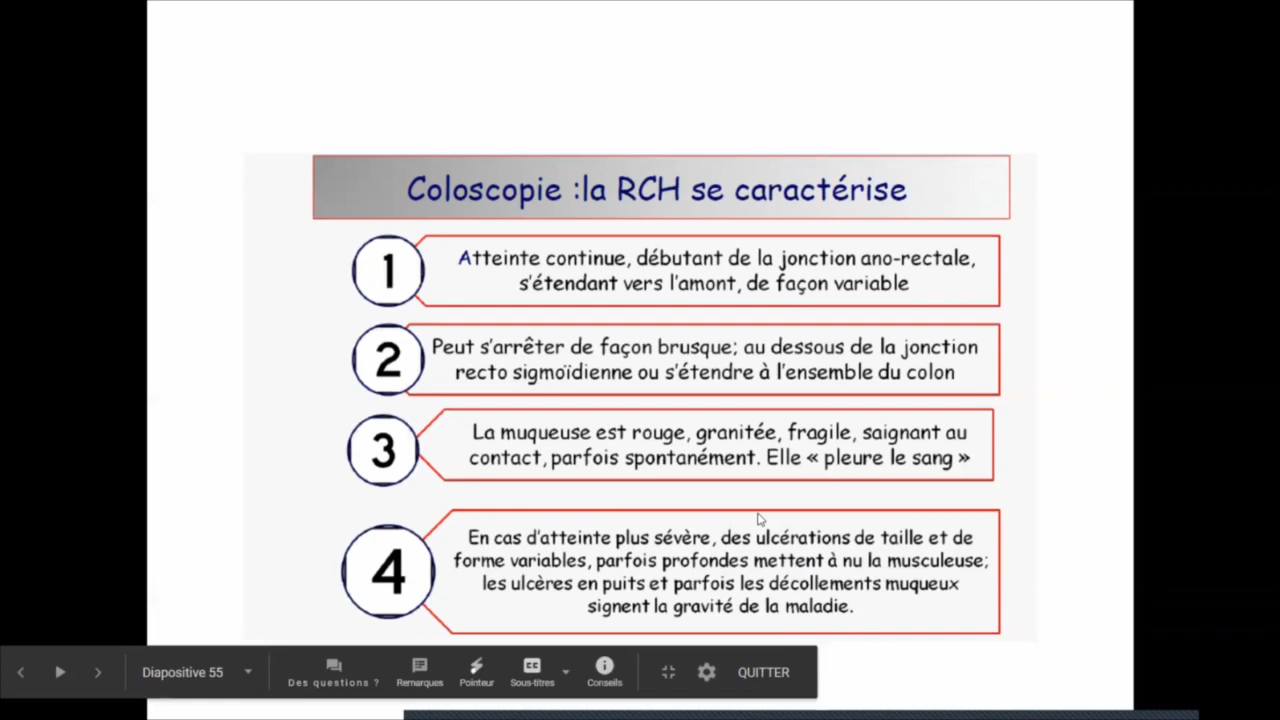 Coloscopie :la RCH se caractérise
1
Atteinte continue, débutant de la jonction ano-rectale,
s'étendant vers l'amont, de façon variable
2
Peut s'arrêter de façon brusque; au dessous de la jonction
recto sigmoïdienne ou s'étendre à l'ensemble du colon
3
La muqueuse est rouge, granitée, fragile, saignant au
contact, parfois spontanément. Elle « pleure le sang »
4
En cas d'atteinte plus sévère, des ulcérations de taille et de
forme variables, parfois profondes mettent à nu la musculeuse;
les ulcères en puits et parfois les décollements muqueux
signent la gravité de la maladie.
Diapositive 55
Des questions ?
Remarques
Pointeur
CC
Sous-titres
Conseils
QUITTER